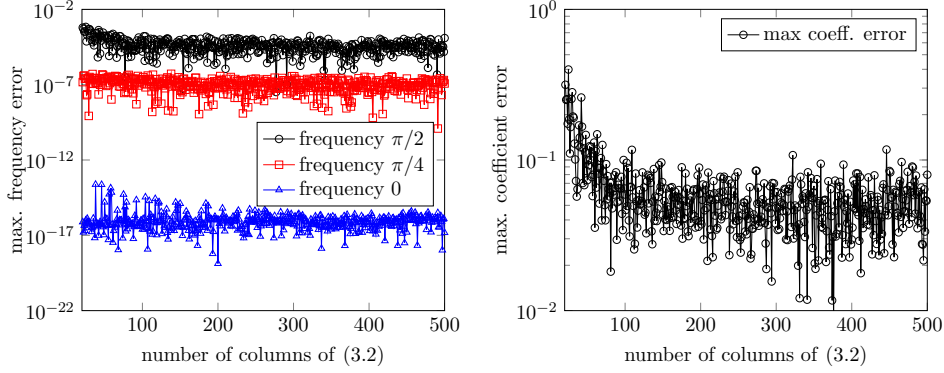 10^{-2}
10^{-7}
10^{-12}
10^{-17}
10^{-22}
max. frequency error
frequency π/2
frequency π/4
frequency 0
100 200 300 400 500
number of columns of (3.2)
10^{0}
10^{-1}
10^{-2}
max. coefficient error
max coeff. error
100 200 300 400 500
number of columns of (3.2)